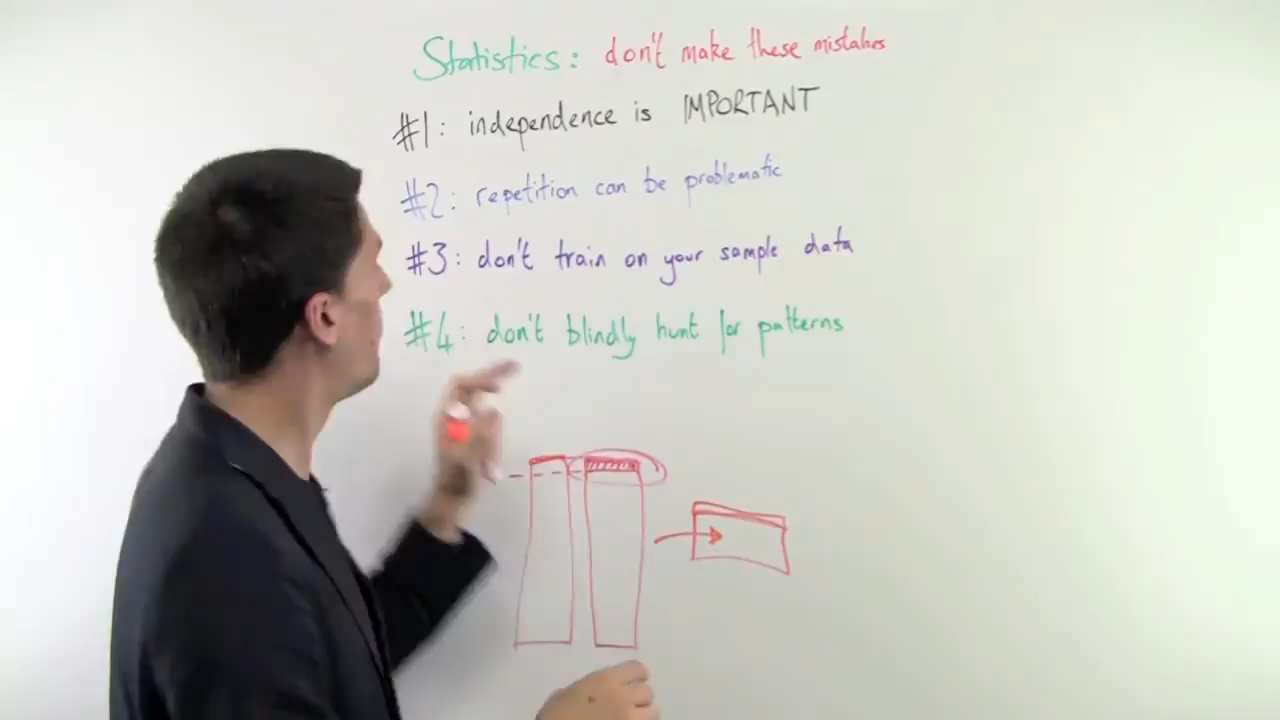 Statistics: don't make these mistakes
#1: independence is IMPORTANT
#2: repetition can be problematic
#3: don't train on your sample data
#4: don't blindly hunt for patterns